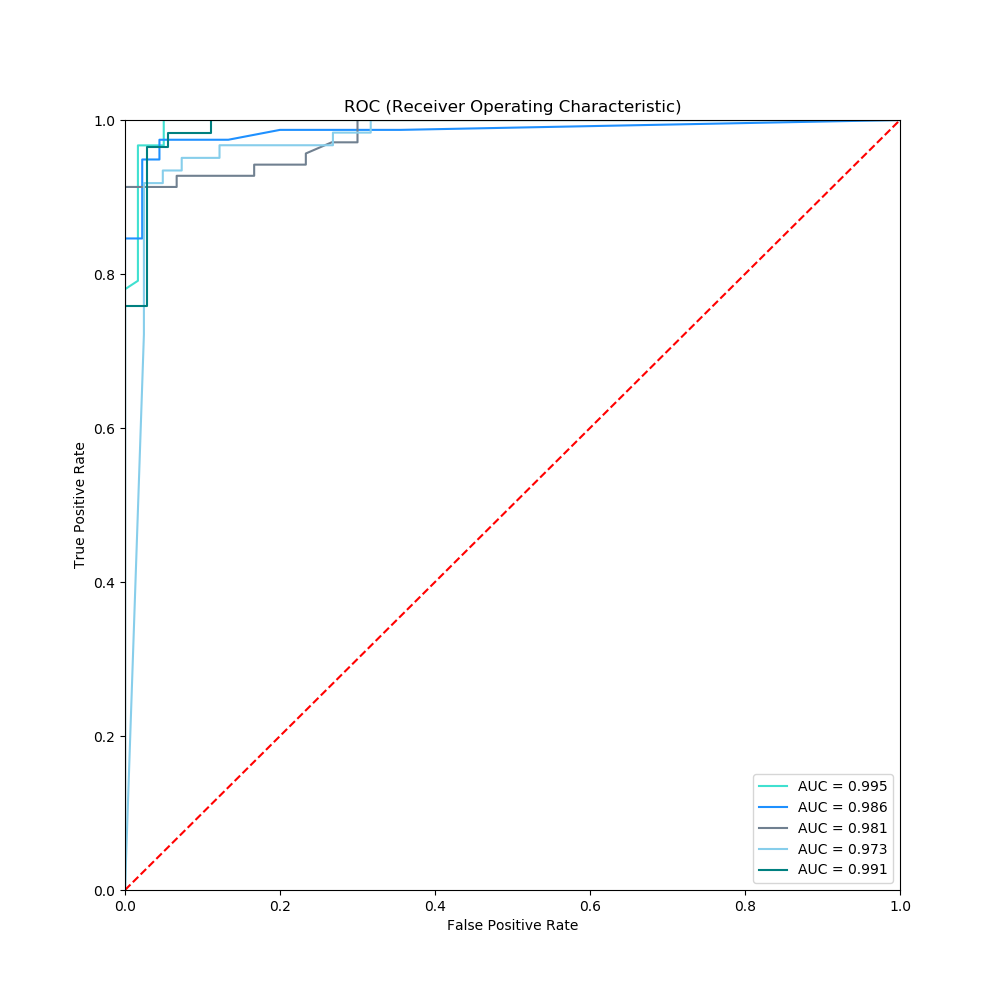 ROC (Receiver Operating Characteristic)
1.0
0.8
0.6
0.4
0.2
0.0
True Positive Rate
AUC = 0.995
AUC = 0.986
AUC = 0.981
AUC = 0.973
AUC = 0.991
0.0 0.2 0.4 0.6 0.8 1.0
False Positive Rate